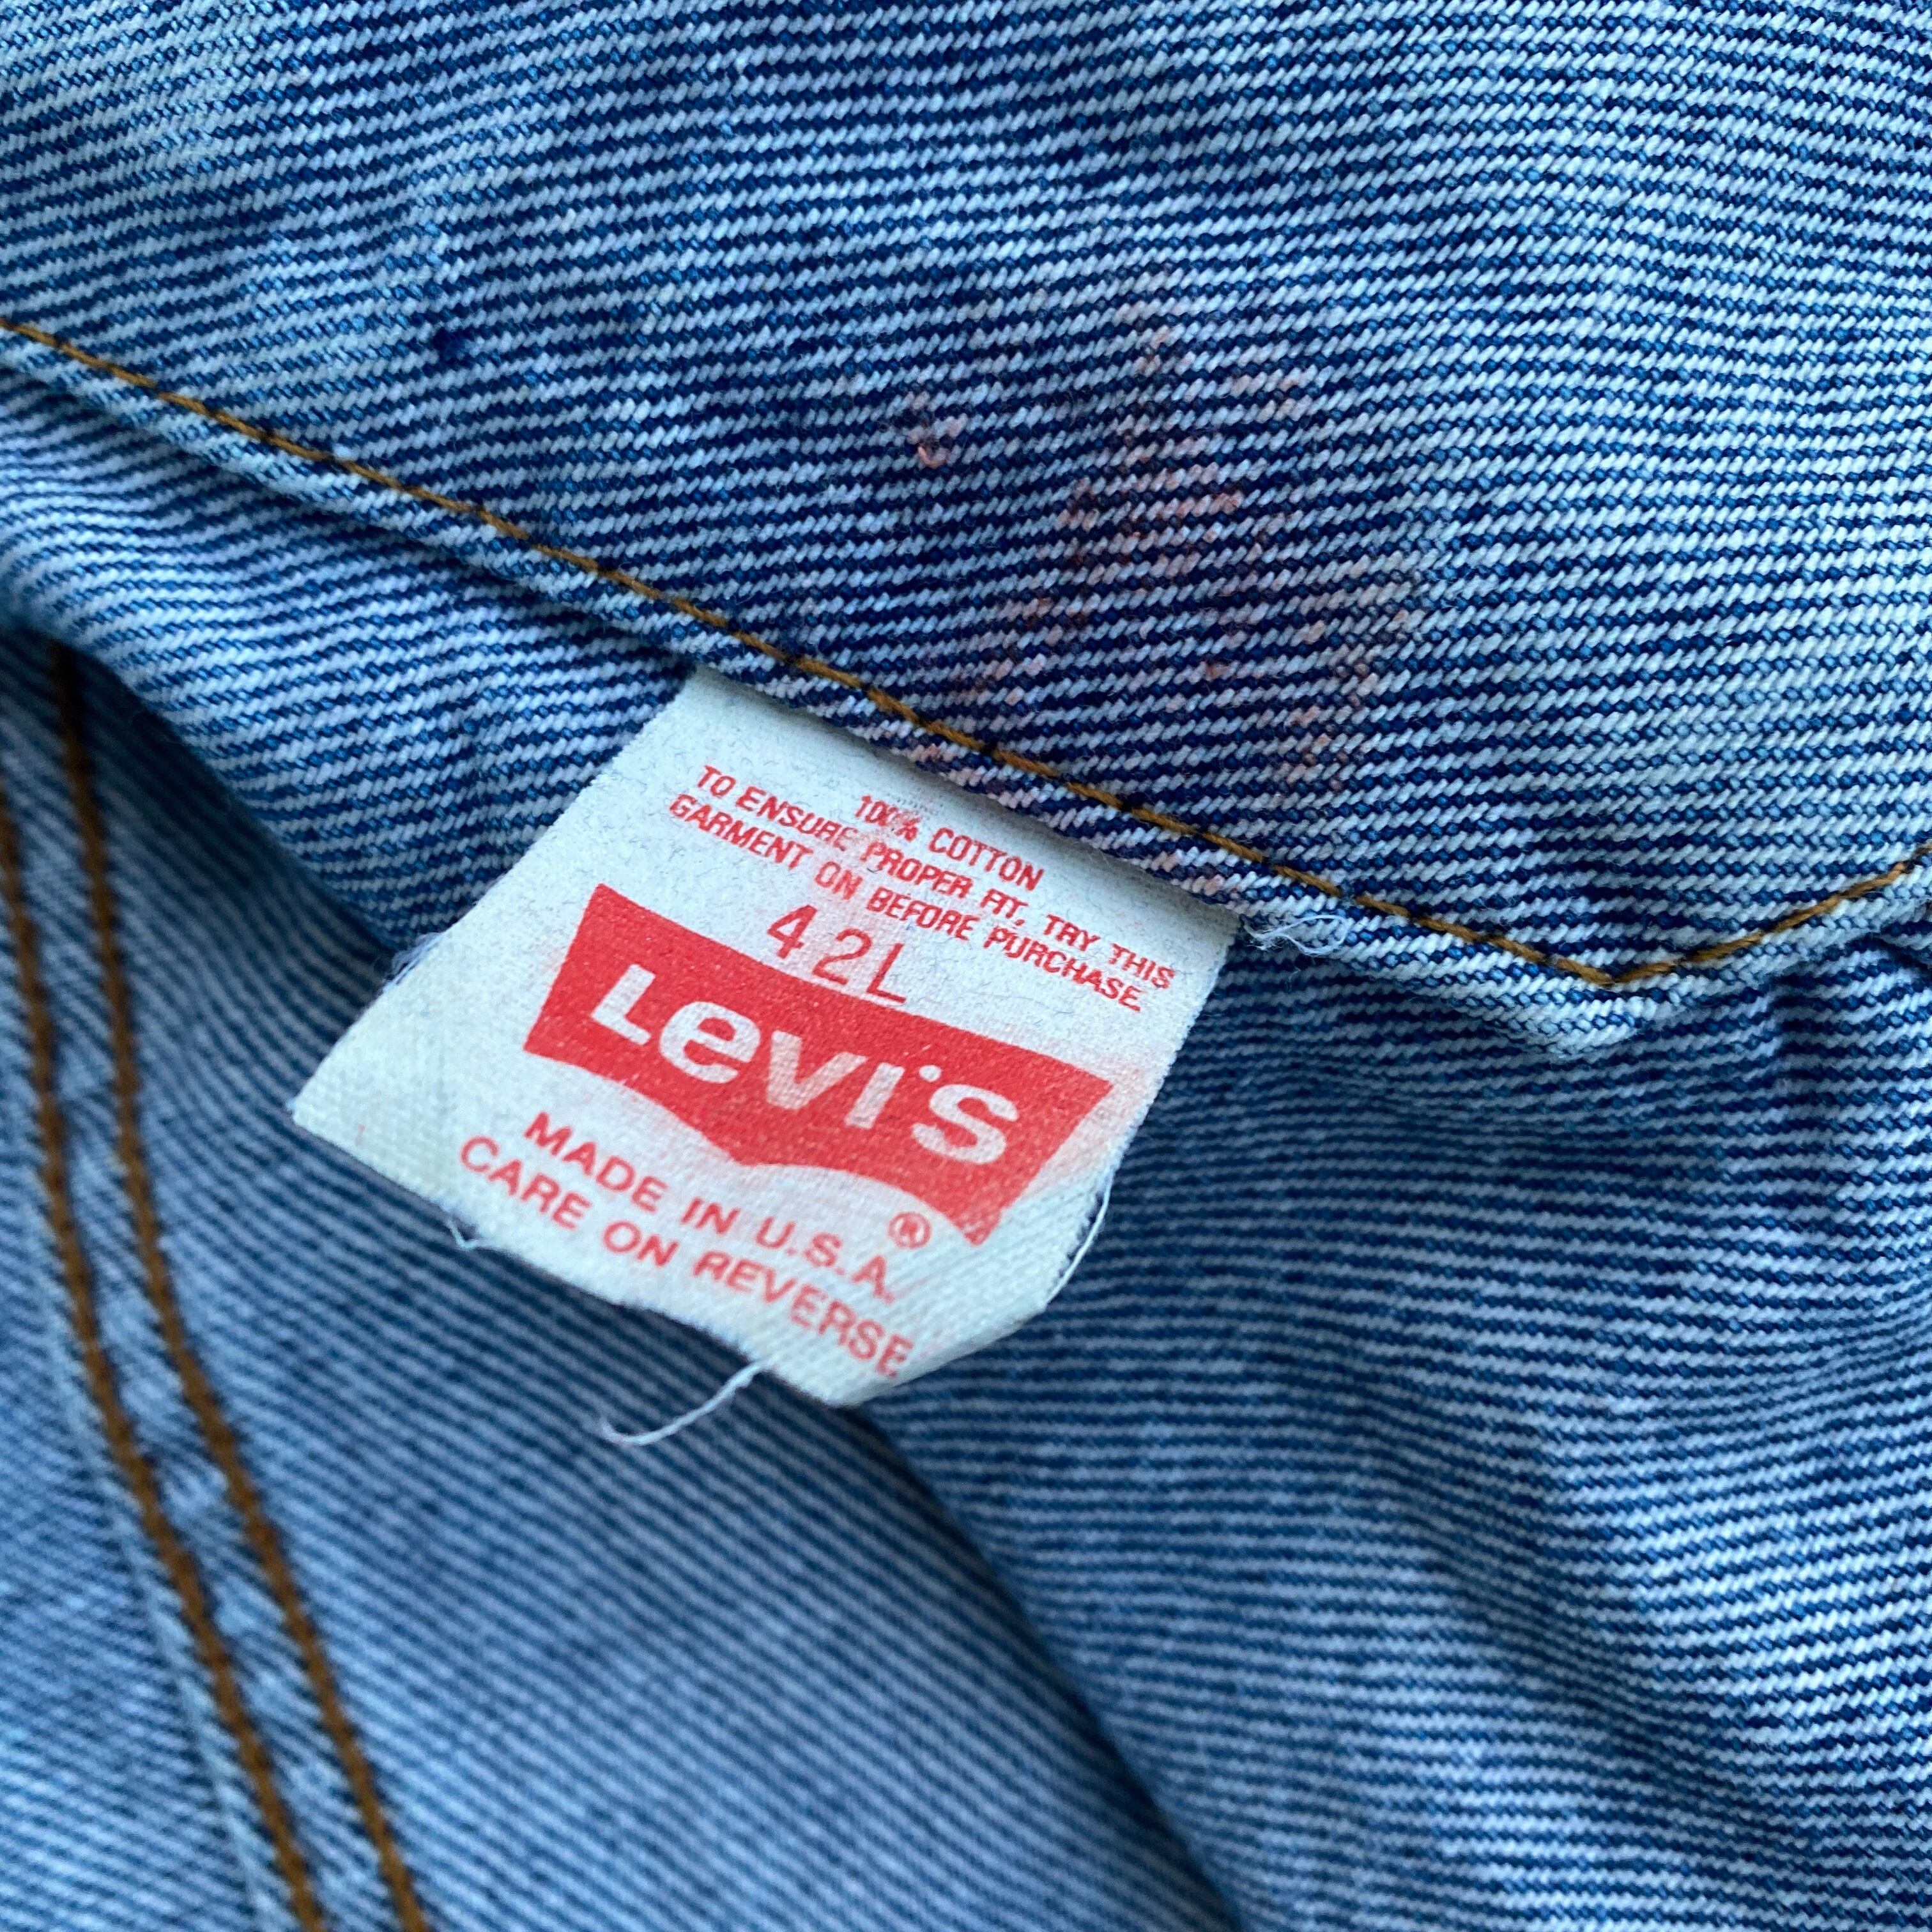 100% COTTON
TO ENSURE PROPER FIT, TRY THIS
GARMENT ON BEFORE PURCHASE.
42L
Levi's
®
MADE IN U.S.A.
CARE ON REVERSE.